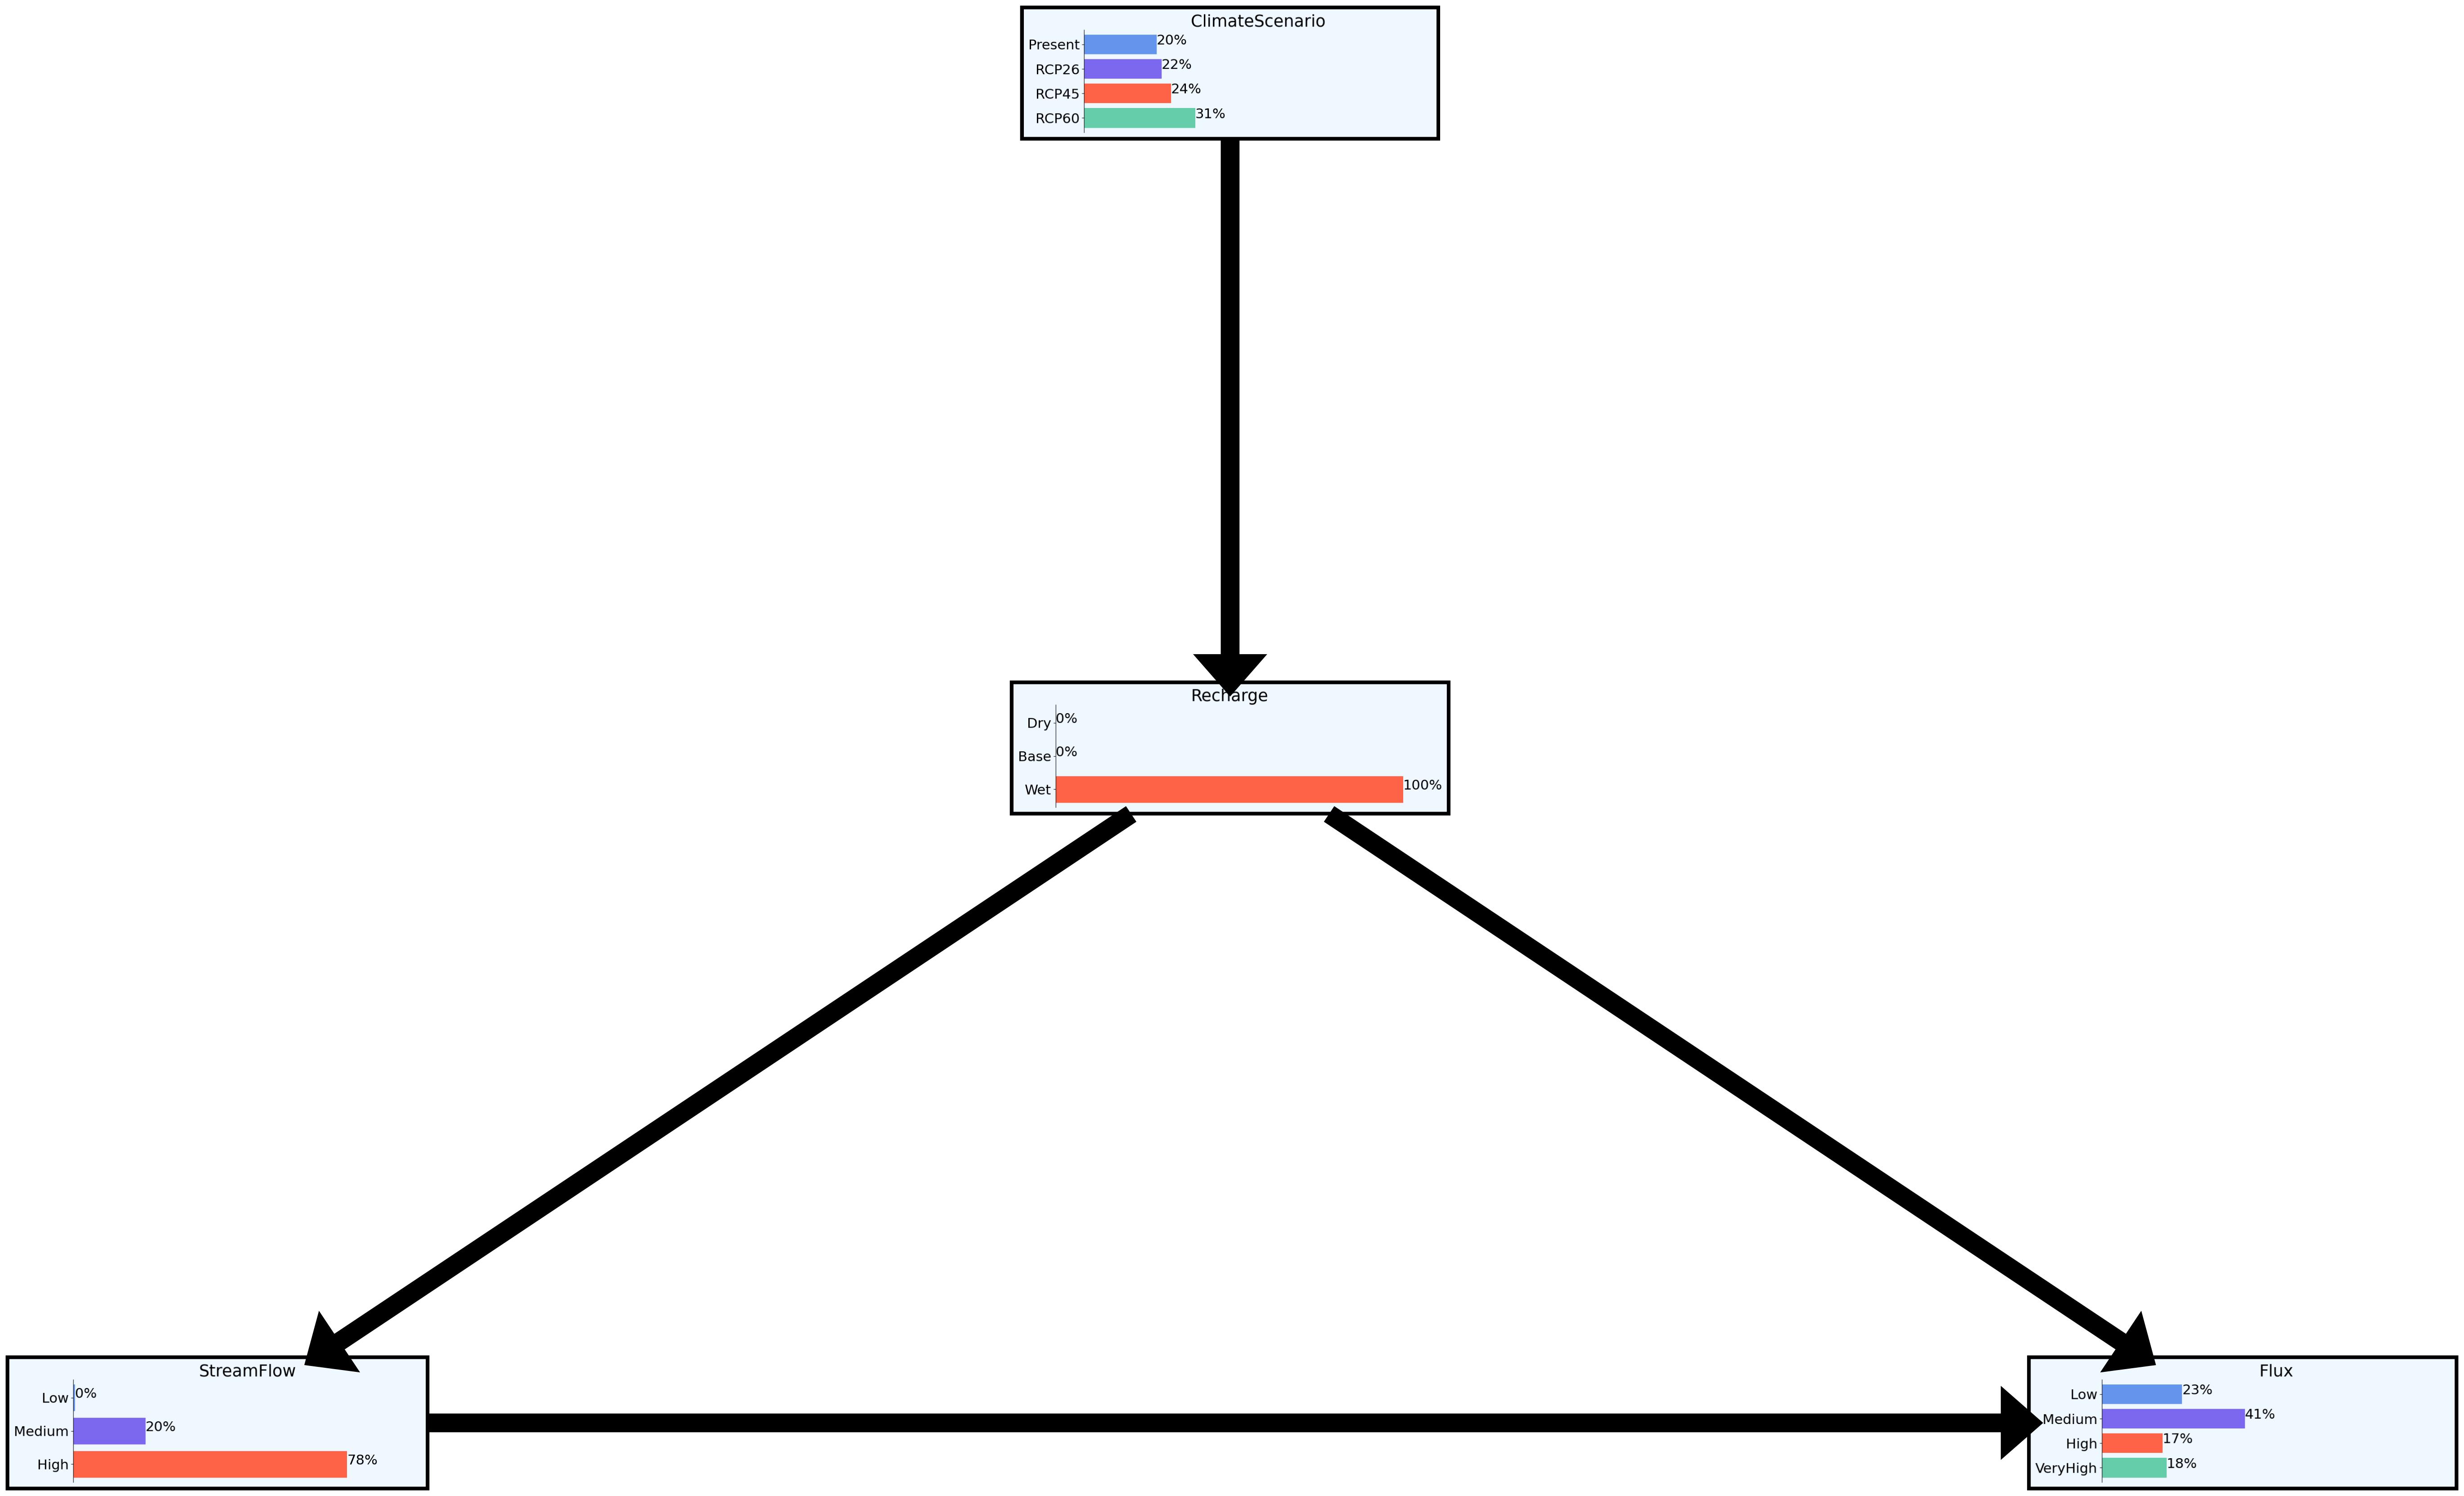 ClimateScenario
Present 20%
RCP26 22%
RCP45 24%
RCP60 31%
Recharge
Dry 0%
Base 0%
Wet 100%
StreamFlow
Low 0%
Medium 20%
High 78%
Flux
Low 23%
Medium 41%
High 17%
VeryHigh 18%